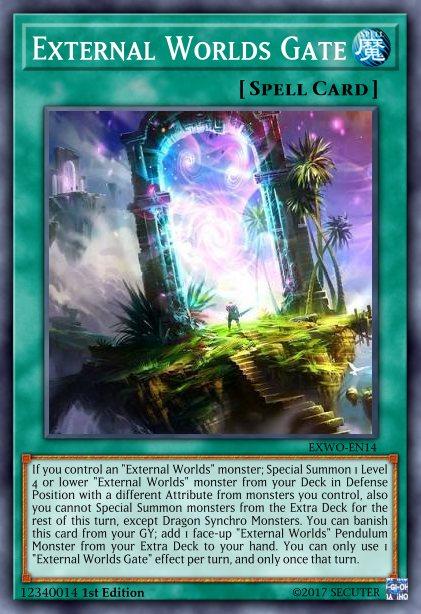 EXTERNAL WORLDS GATE 魔
[SPELL CARD]
EXWO-EN14
If you control an "External Worlds" monster; Special Summon 1 Level
4 or lower "External Worlds" monster from your Deck in Defense
Position with a different Attribute from monsters you control, also
you cannot Special Summon monsters from the Extra Deck for the
rest of this turn, except Dragon Synchro Monsters. You can banish
this card from your GY; add 1 face-up "External Worlds" Pendulum
Monster from your Extra Deck to your hand. You can only use 1
"External Worlds Gate" effect per turn, and only once that turn.
12340014 1st Edition ©2017 SECUTER